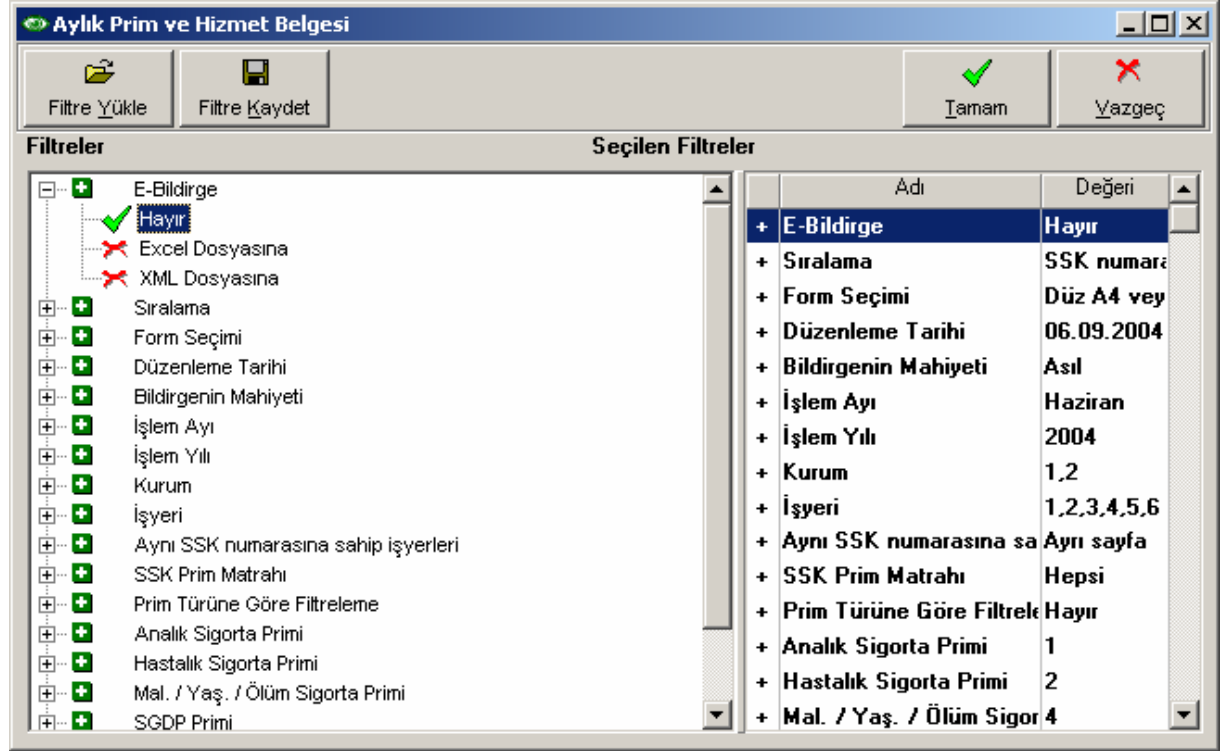 Aylık Prim ve Hizmet Belgesi
Filtre Yükle
Filtre Kaydet
Tamam
Vazgeç
Filtreler
Seçilen Filtreler
E-Bildirge
Hayır
Excel Dosyasına
XML Dosyasına
Sıralama
Form Seçimi
Düzenleme Tarihi
Bildirgenin Mahiyeti
İşlem Ayı
İşlem Yılı
Kurum
İşyeri
Aynı SSK numarasına sahip işyerleri
SSK Prim Matrahı
Prim Türüne Göre Filtreleme
Analık Sigorta Primi
Hastalık Sigorta Primi
Mal. / Yaş. / Ölüm Sigorta Primi
SGDP Primi
Adı Değeri
+ E-Bildirge Hayır
+ Sıralama SSK numara
+ Form Seçimi Düz A4 vey
+ Düzenleme Tarihi 06.09.2004
+ Bildirgenin Mahiyeti Asıl
+ İşlem Ayı Haziran
+ İşlem Yılı 2004
+ Kurum 1,2
+ İşyeri 1,2,3,4,5,6
+ Aynı SSK numarasına sa Ayrı sayfa
+ SSK Prim Matrahı Hepsi
+ Prim Türüne Göre Filtrele Hayır
+ Analık Sigorta Primi 1
+ Hastalık Sigorta Primi 2
+ Mal. / Yaş. / Ölüm Sigor 4